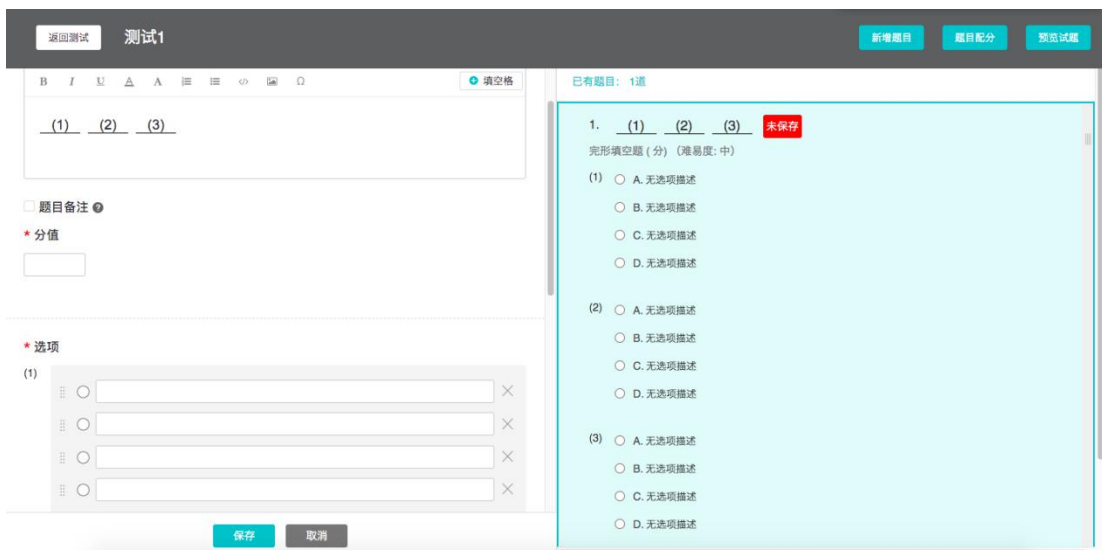 返回测试 测试1 新增题目 题目配分 预览试题
B I U A A </> Ω 填空格
(1) (2) (3)
题目备注
* 分值
* 选项
(1)
保存 取消
已有题目： 1道
1. (1) (2) (3) 未保存
完形填空题 ( 分) （难易度: 中）
(1) A. 无选项描述
B. 无选项描述
C. 无选项描述
D. 无选项描述
(2) A. 无选项描述
B. 无选项描述
C. 无选项描述
D. 无选项描述
(3) A. 无选项描述
B. 无选项描述
C. 无选项描述
D. 无选项描述